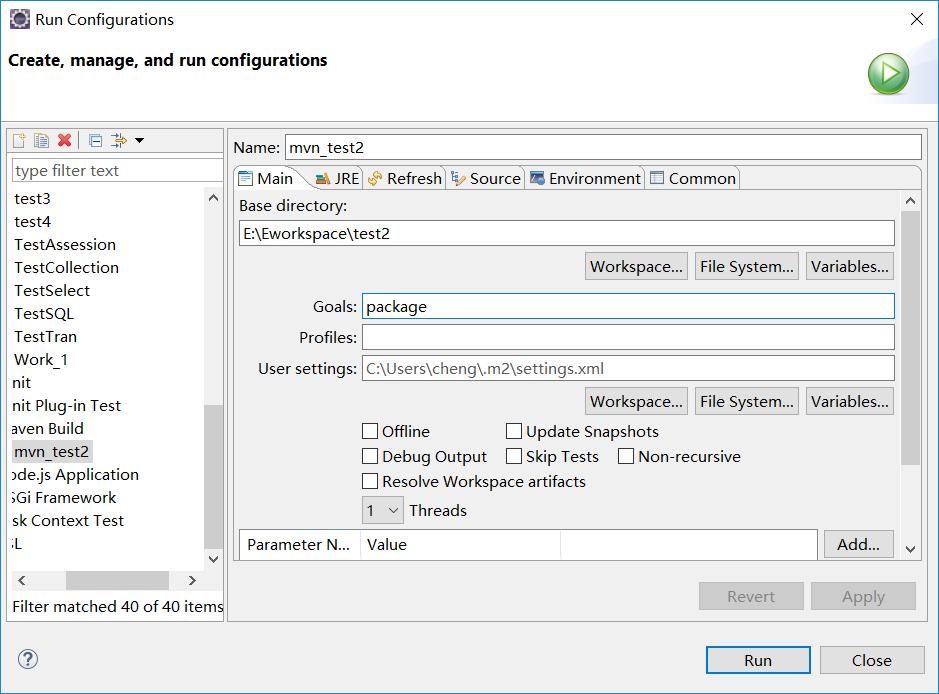 Run Configurations
Create, manage, and run configurations
type filter text
test3
test4
TestAssession
TestCollection
TestSelect
TestSQL
TestTran
Work_1
nit
nit Plug-in Test
aven Build
mvn_test2
ode.js Application
SGi Framework
sk Context Test
SL
Filter matched 40 of 40 items
Name: mvn_test2
Main JRE Refresh Source Environment Common
Base directory:
E:\Eworkspace\test2
Workspace... File System... Variables...
Goals: package
Profiles:
User settings: C:\Users\cheng\.m2\settings.xml
Workspace... File System... Variables...
Offline Update Snapshots
Debug Output Skip Tests Non-recursive
Resolve Workspace artifacts
1 Threads
Parameter N... Value Add...
Revert Apply
? Run Close